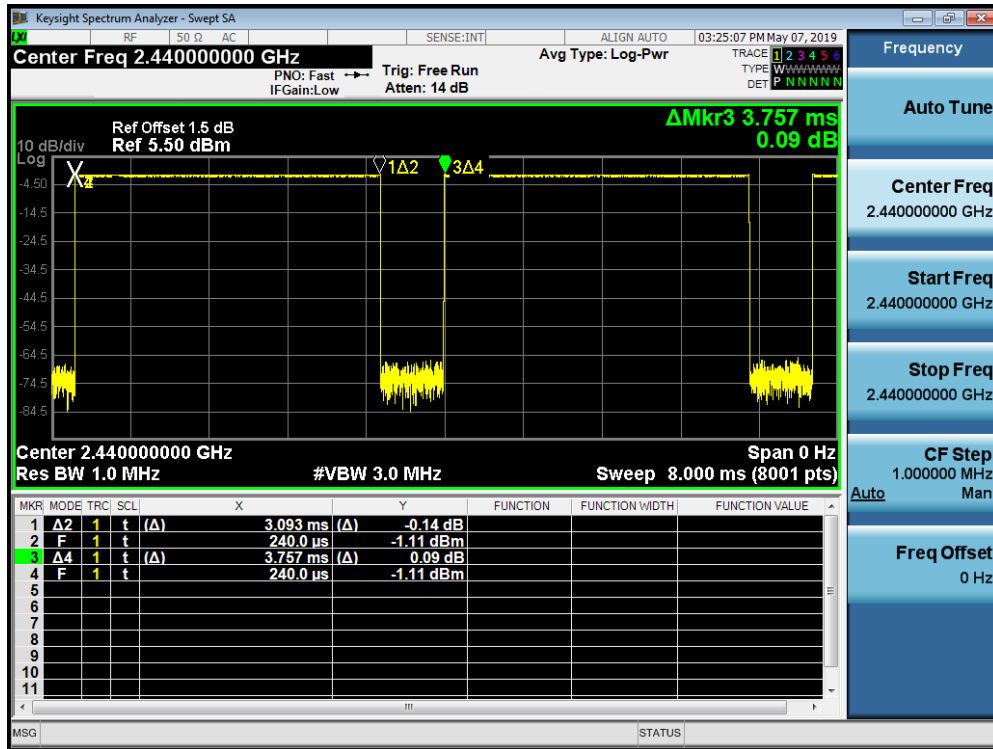 Keysight Spectrum Analyzer - Swept SA
LXI RF 50 Ω AC SENSE:INT ALIGN AUTO 03:25:07 PM May 07, 2019
Center Freq 2.440000000 GHz
PNO: Fast
IFGain:Low
Trig: Free Run
Atten: 14 dB
Avg Type: Log-Pwr
TRACE 1 2 3 4 5 6
TYPE WWWWWW
DET P N N N N N
Ref Offset 1.5 dB
Ref 5.50 dBm
10 dB/div
Log
ΔMkr3 3.757 ms
0.09 dB
1Δ2
3Δ4
-4.50
-14.5
-24.5
-34.5
-44.5
-54.5
-64.5
-74.5
-84.5
Center 2.440000000 GHz
Span 0 Hz
Res BW 1.0 MHz
#VBW 3.0 MHz
Sweep 8.000 ms (8001 pts)
MKR MODE TRC SCL X Y FUNCTION FUNCTION WIDTH FUNCTION VALUE
1 Δ2 1 t (Δ) 3.093 ms (Δ) -0.14 dB
2 F 1 t 240.0 µs -1.11 dBm
3 Δ4 1 t (Δ) 3.757 ms (Δ) 0.09 dB
4 F 1 t 240.0 µs -1.11 dBm
5
6
7
8
9
10
11
MSG
STATUS
Frequency
Auto Tune
Center Freq
2.440000000 GHz
Start Freq
2.440000000 GHz
Stop Freq
2.440000000 GHz
CF Step
1.000000 MHz
Auto Man
Freq Offset
0 Hz